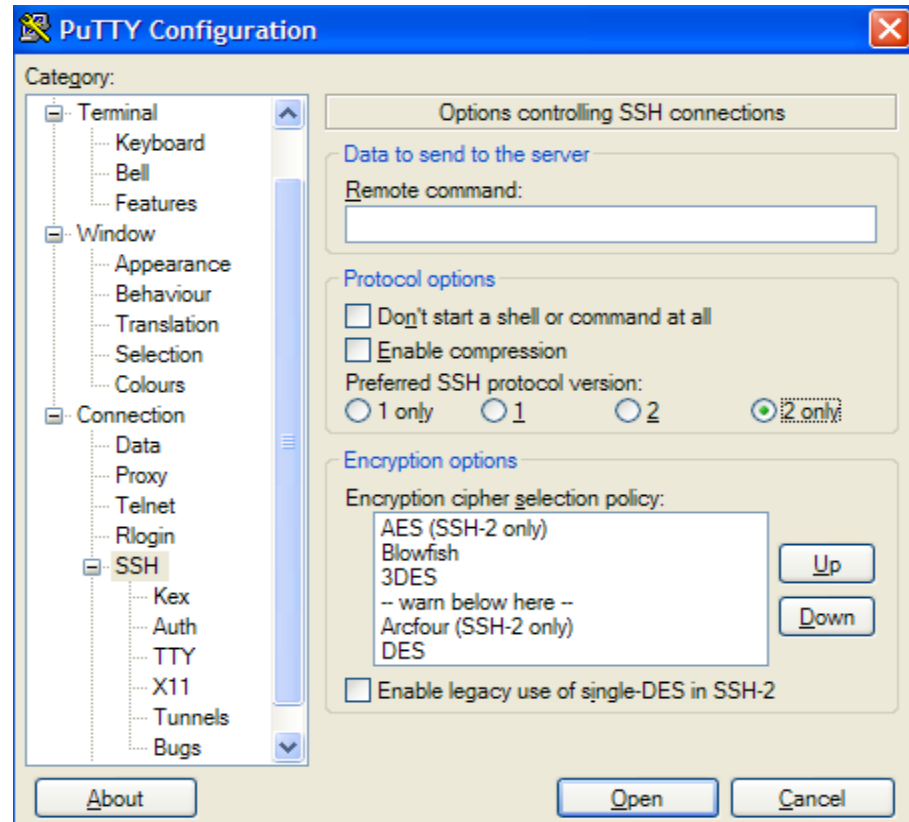 PuTTY Configuration
Category:
Terminal
Keyboard
Bell
Features
Window
Appearance
Behaviour
Translation
Selection
Colours
Connection
Data
Proxy
Telnet
Rlogin
SSH
Kex
Auth
TTY
X11
Tunnels
Bugs
Options controlling SSH connections
Data to send to the server
Remote command:
Protocol options
Don't start a shell or command at all
Enable compression
Preferred SSH protocol version:
1 only 1 2 2 only
Encryption options
Encryption cipher selection policy:
AES (SSH-2 only)
Blowfish
3DES
-- warn below here --
Arcfour (SSH-2 only)
DES
Up
Down
Enable legacy use of single-DES in SSH-2
About Open Cancel